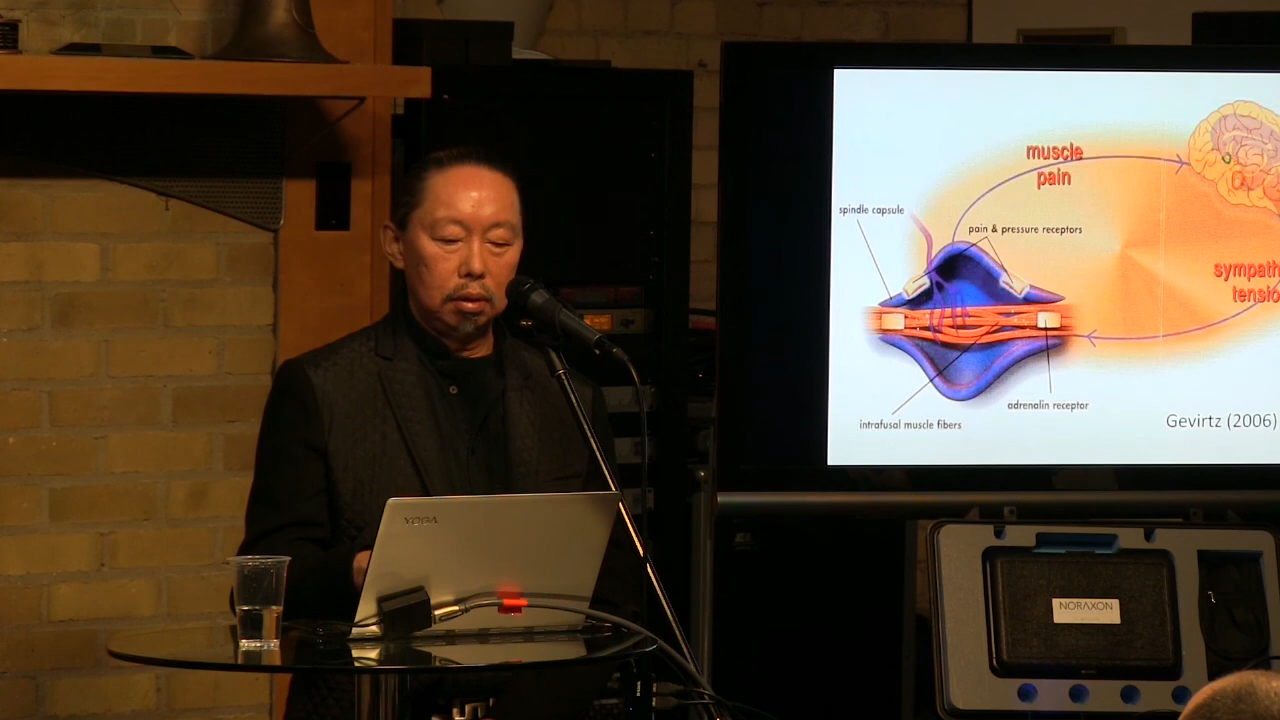 muscle
pain
spindle capsule
pain & pressure receptors
sympath
tensio
adrenalin receptor
intrafusal muscle fibers
Gevirtz (2006)
YOGA
NORAXON